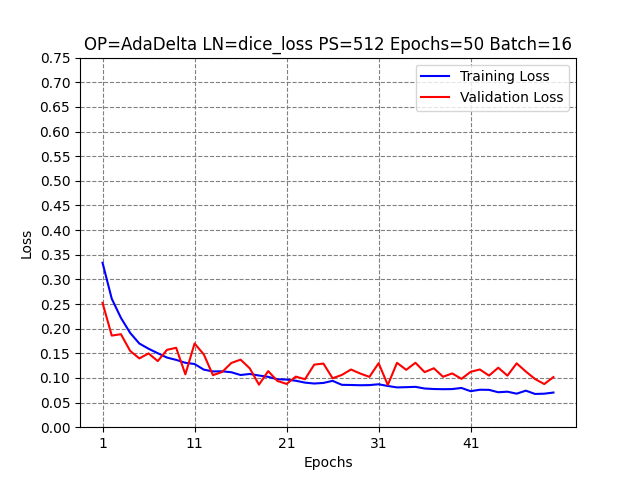 OP=AdaDelta LN=dice_loss PS=512 Epochs=50 Batch=16
0.75
0.70
0.65
0.60
0.55
0.50
0.45
0.40
0.35
0.30
0.25
0.20
0.15
0.10
0.05
0.00
Loss
Training Loss
Validation Loss
1 11 21 31 41
Epochs